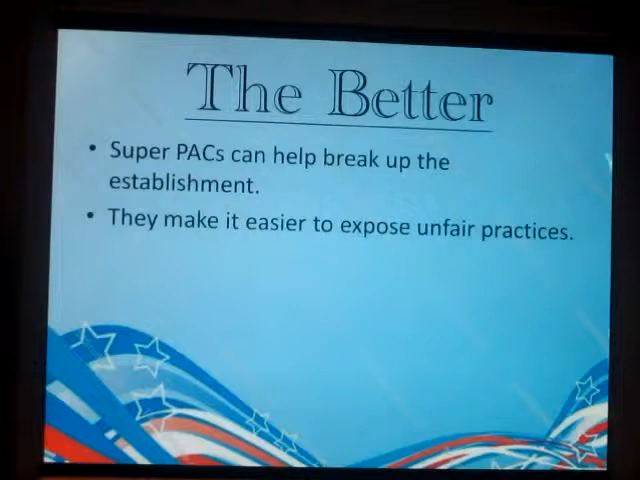 The Better
• Super PACs can help break up the
establishment.
• They make it easier to expose unfair practices.